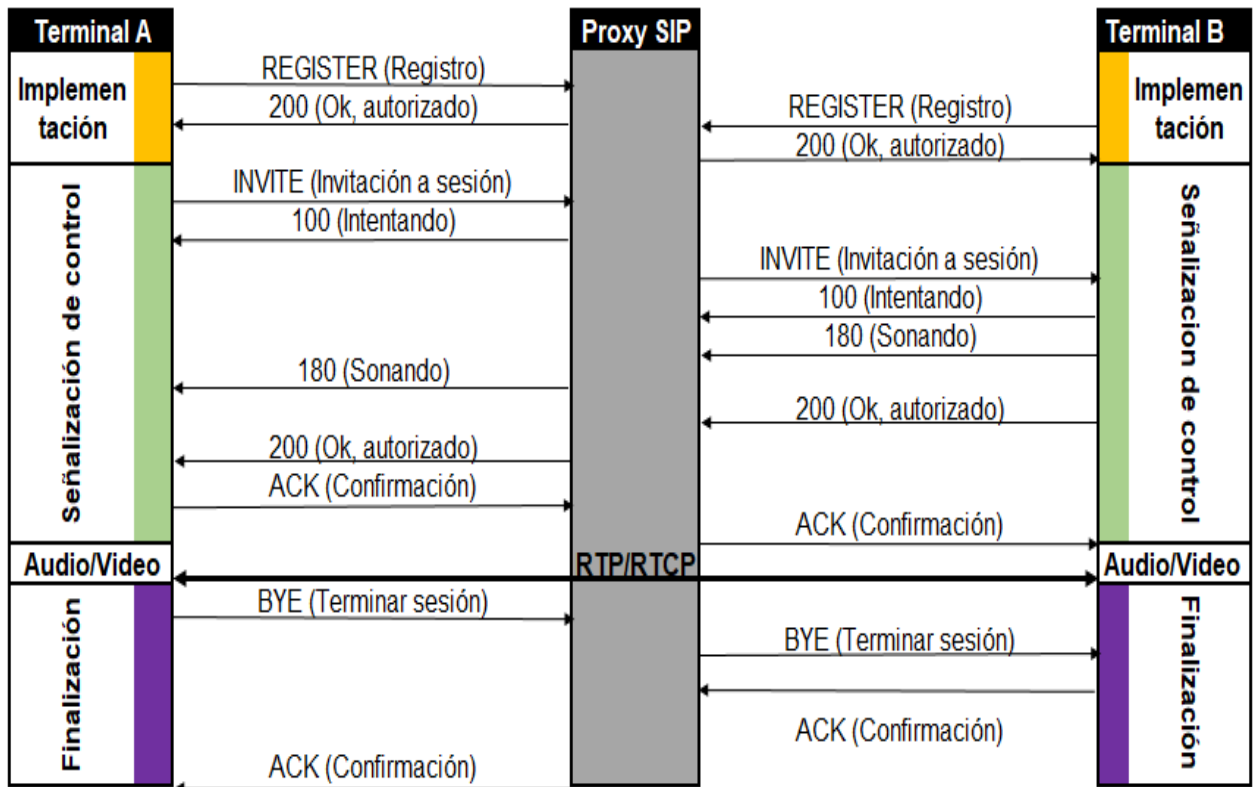 Terminal A
Proxy SIP
Terminal B
Implemen
tación
REGISTER (Registro)
200 (Ok, autorizado)
REGISTER (Registro)
200 (Ok, autorizado)
Implemen
tación
Señalización de control
INVITE (Invitación a sesión)
100 (Intentando)
INVITE (Invitación a sesión)
100 (Intentando)
180 (Sonando)
180 (Sonando)
200 (Ok, autorizado)
200 (Ok, autorizado)
ACK (Confirmación)
ACK (Confirmación)
Señalizacion de control
Audio/Video
RTP/RTCP
Audio/Video
Finalización
BYE (Terminar sesión)
BYE (Terminar sesión)
ACK (Confirmación)
ACK (Confirmación)
Finalización